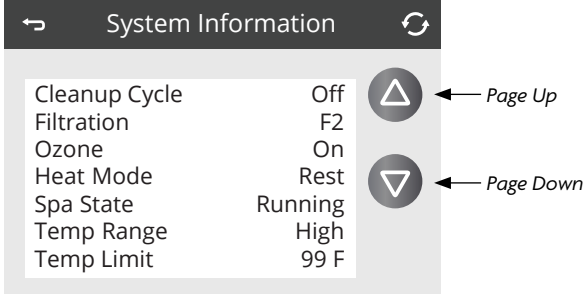 System Information
Cleanup Cycle Off
Filtration F2
Ozone On
Heat Mode Rest
Spa State Running
Temp Range High
Temp Limit 99 F
Page Up
Page Down